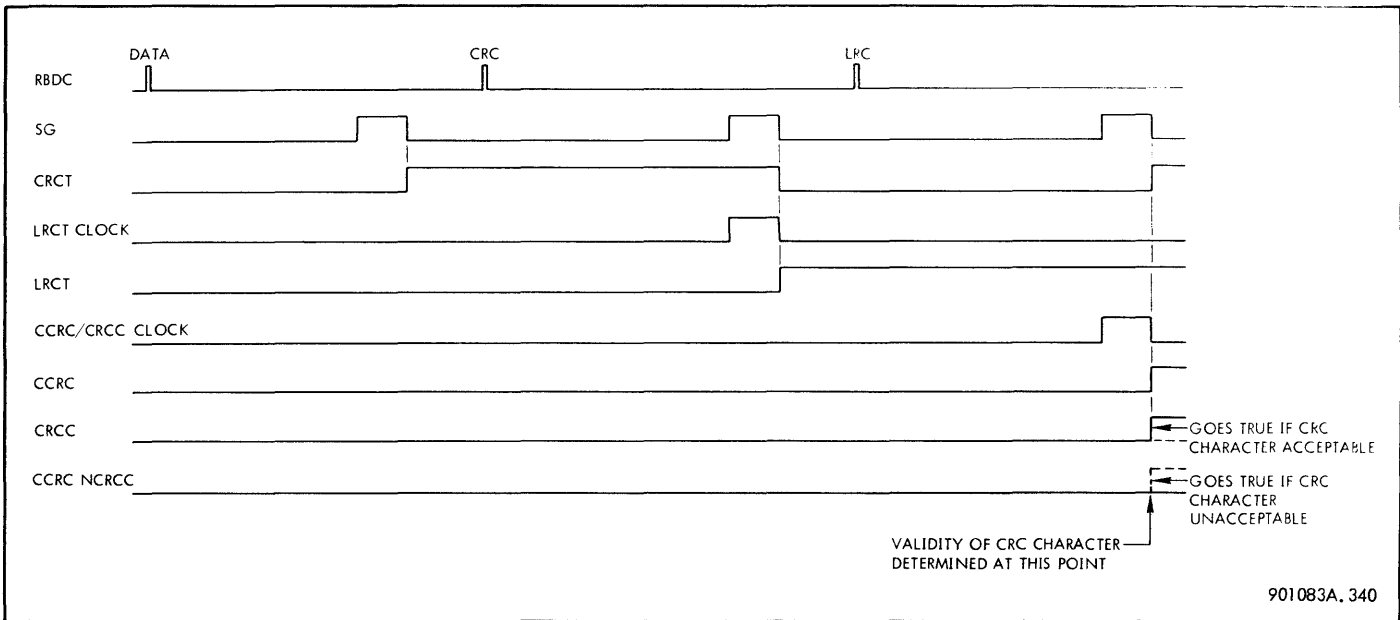 DATA
CRC
LRC
RBDC
SG
CRCT
LRCT CLOCK
LRCT
CCRC/CRCC CLOCK
CCRC
CRCC
GOES TRUE IF CRC
CHARACTER ACCEPTABLE
CCRC NCRCC
GOES TRUE IF CRC
CHARACTER
UNACCEPTABLE
VALIDITY OF CRC CHARACTER
DETERMINED AT THIS POINT
901083A.340